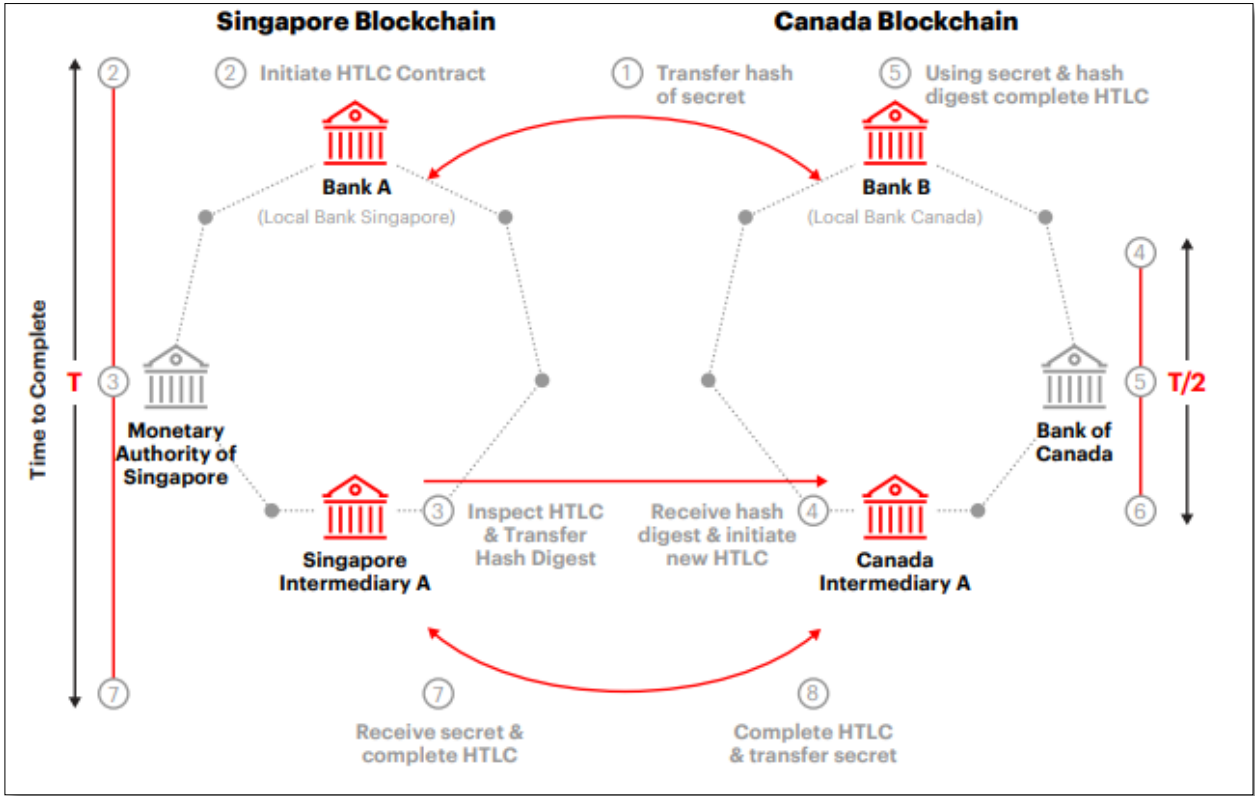 Singapore Blockchain
Canada Blockchain
2
2
Initiate HTLC Contract
1
Transfer hash
of secret
5
Using secret & hash
digest complete HTLC
Bank A
(Local Bank Singapore)
Bank B
(Local Bank Canada)
Time to Complete
T
3
Monetary
Authority of
Singapore
4
5
T/2
6
Bank of
Canada
Singapore
Intermediary A
3
Inspect HTLC
& Transfer
Hash Digest
Receive hash
digest & initiate
new HTLC
4
Canada
Intermediary A
7
7
Receive secret &
complete HTLC
8
Complete HTLC
& transfer secret